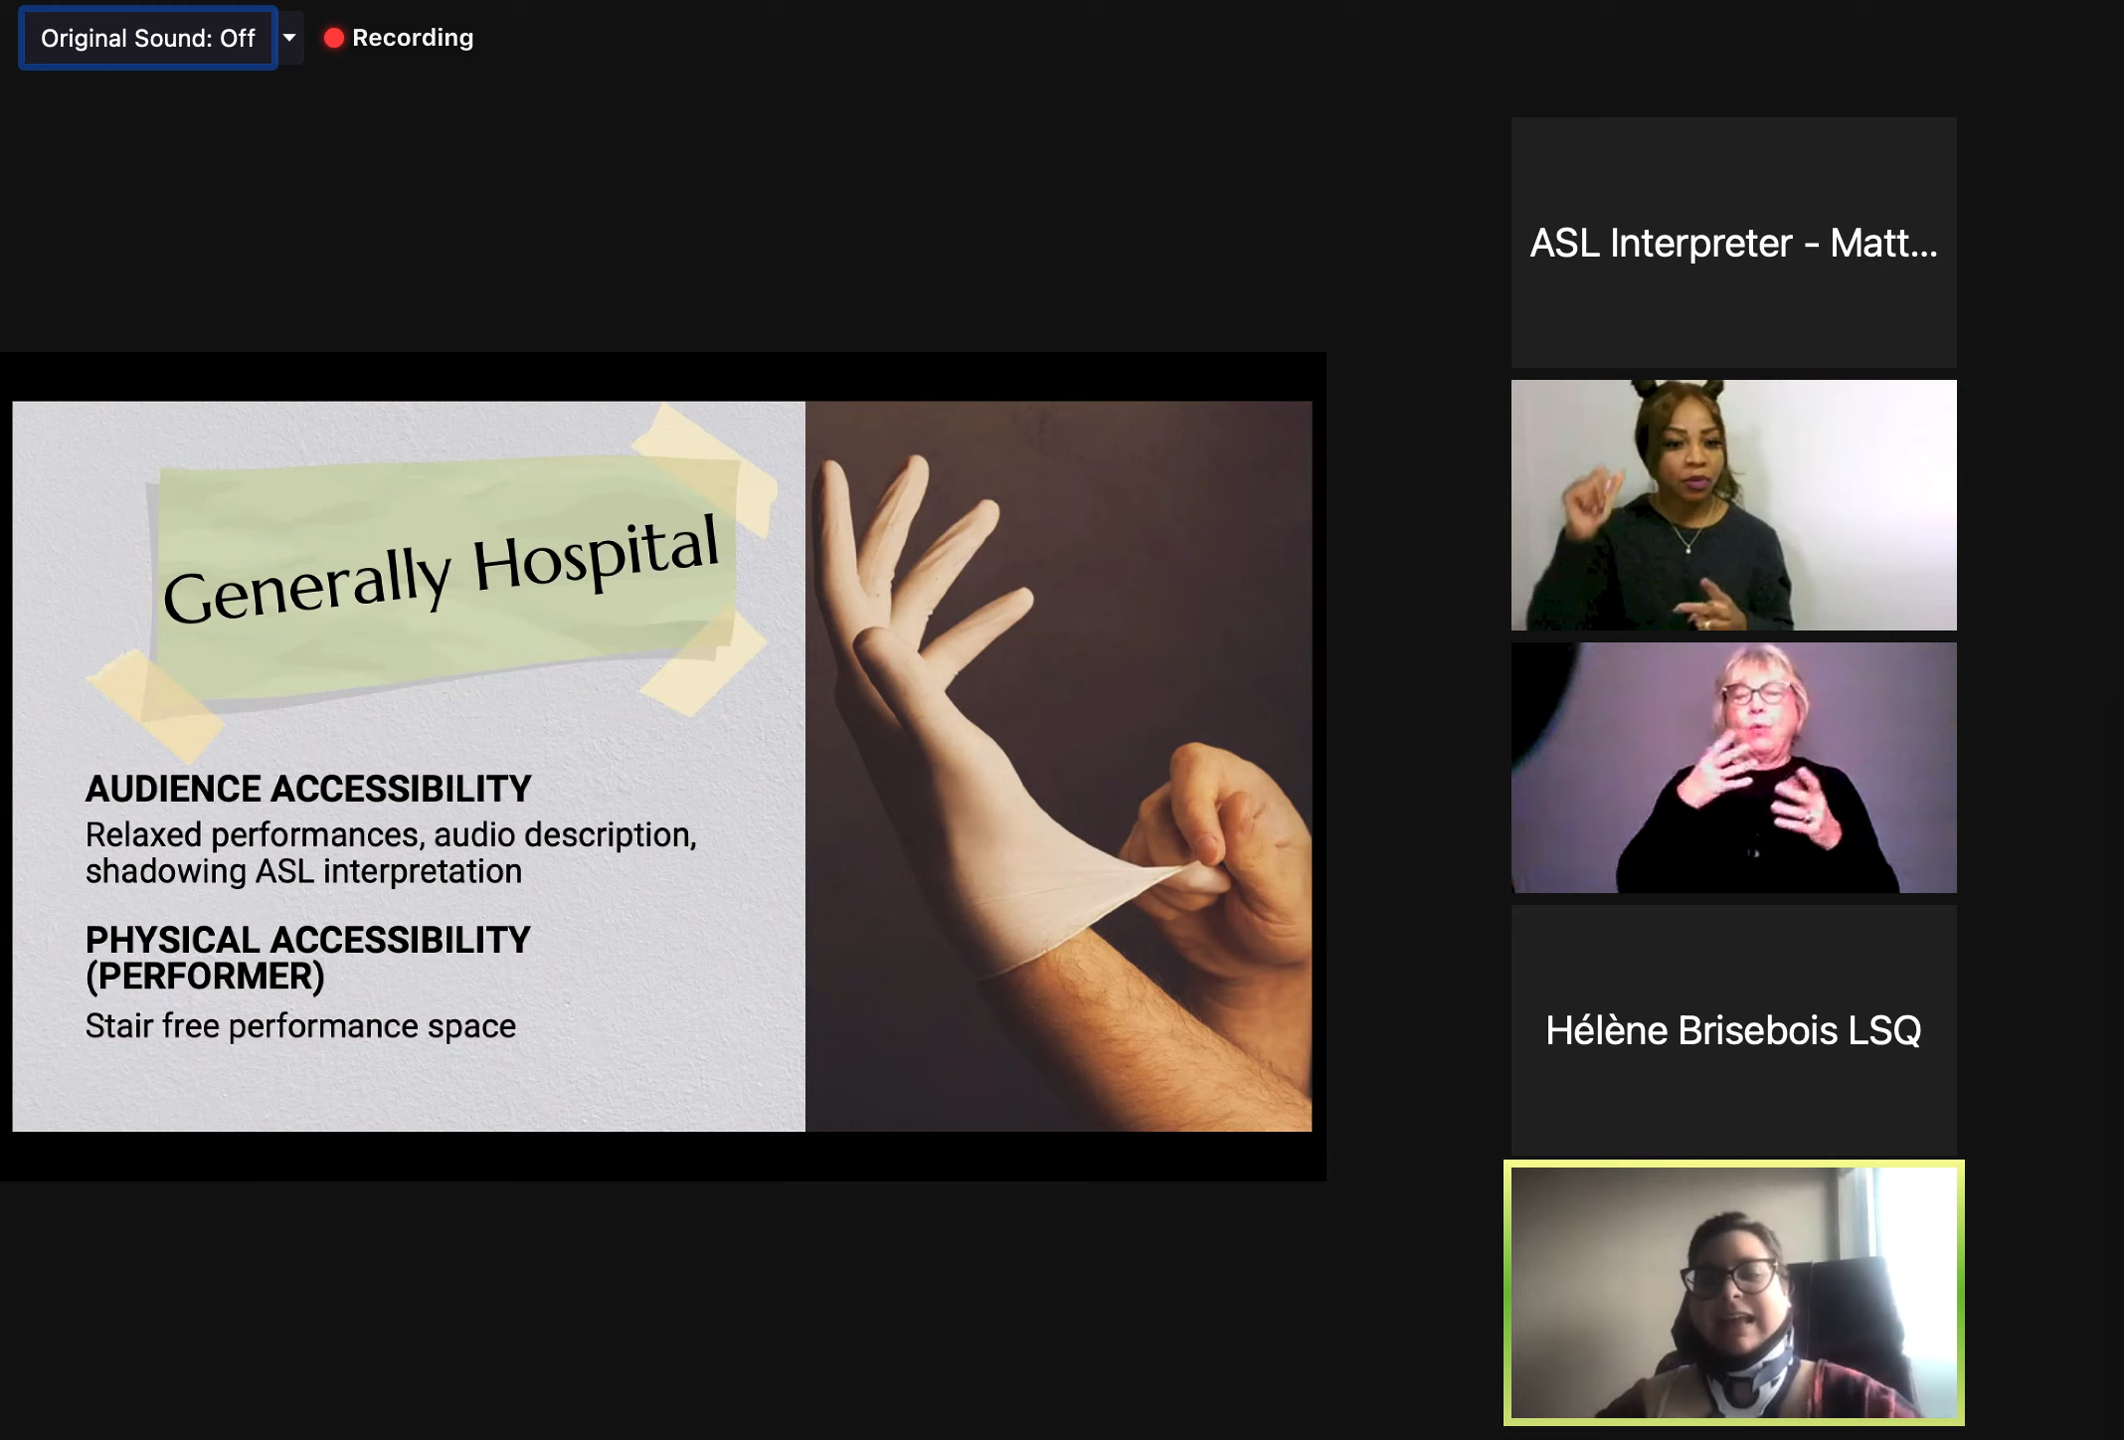 Original Sound: Off
Recording
Generally Hospital
AUDIENCE ACCESSIBILITY
Relaxed performances, audio description,
shadowing ASL interpretation
PHYSICAL ACCESSIBILITY
(PERFORMER)
Stair free performance space
ASL Interpreter - Matt...
Hélène Brisebois LSQ